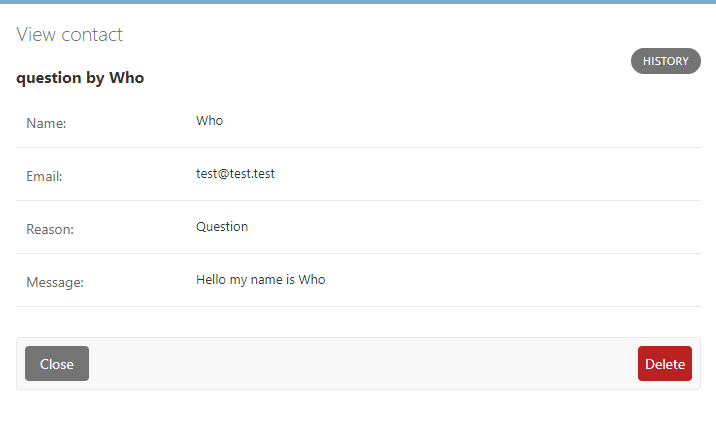 View contact
HISTORY
question by Who
Name: Who
Email: test@test.test
Reason: Question
Message: Hello my name is Who
Close Delete